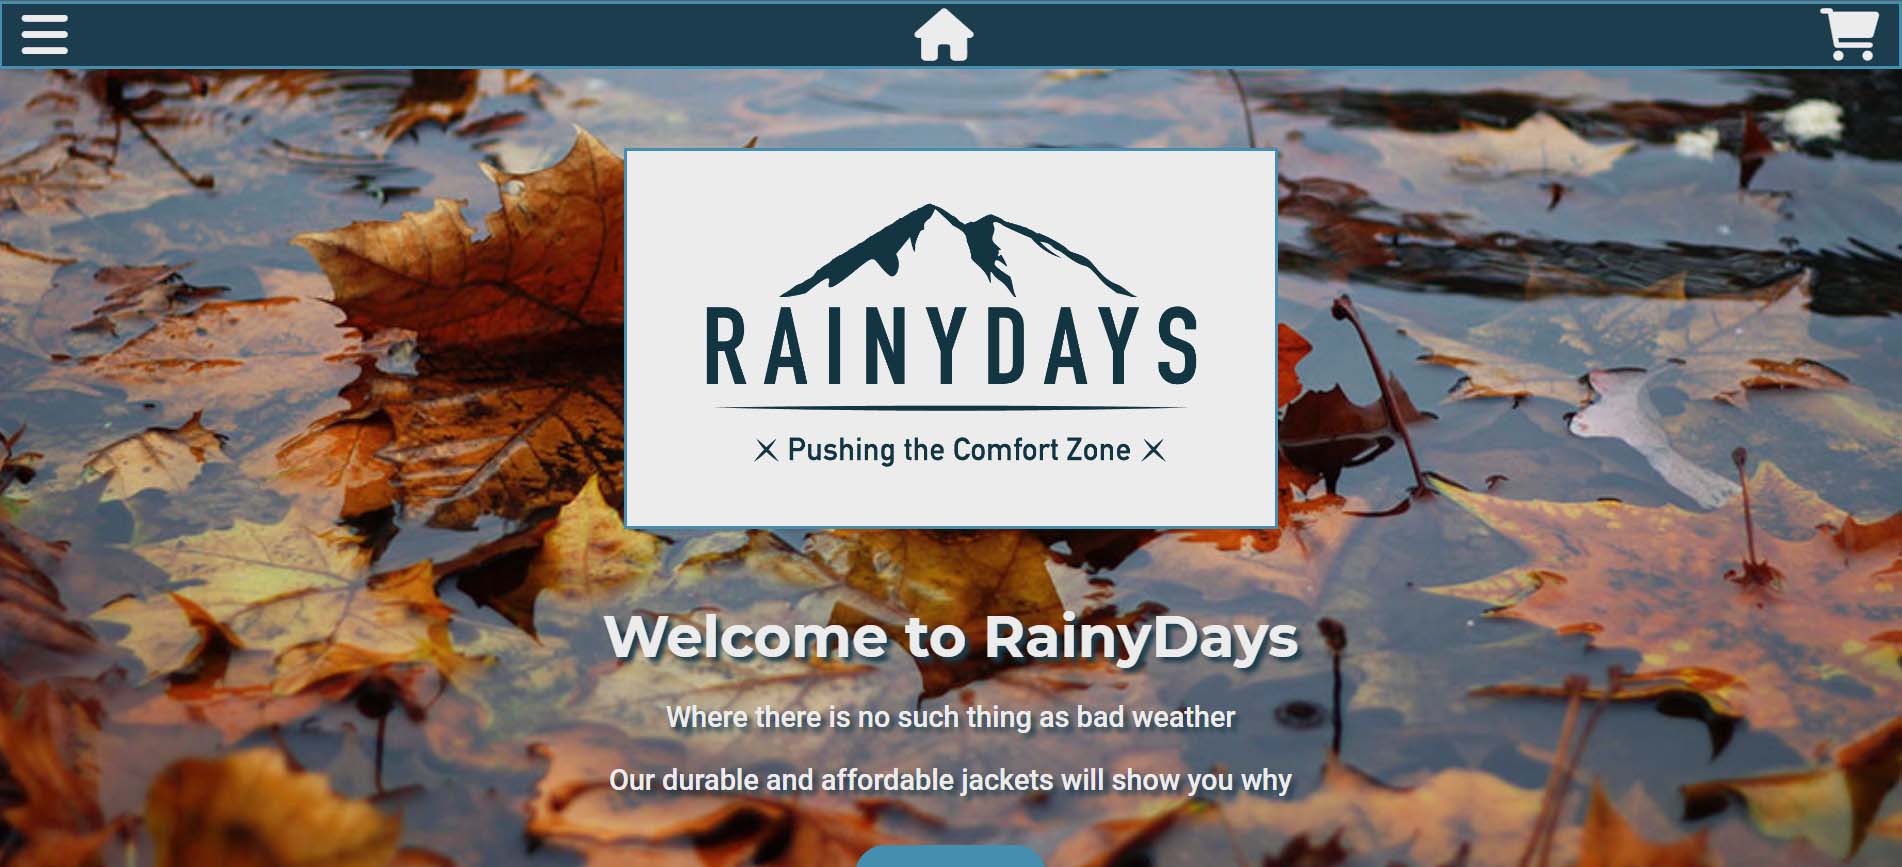 RAINYDAYS
Pushing the Comfort Zone
Welcome to RainyDays
Where there is no such thing as bad weather
Our durable and affordable jackets will show you why